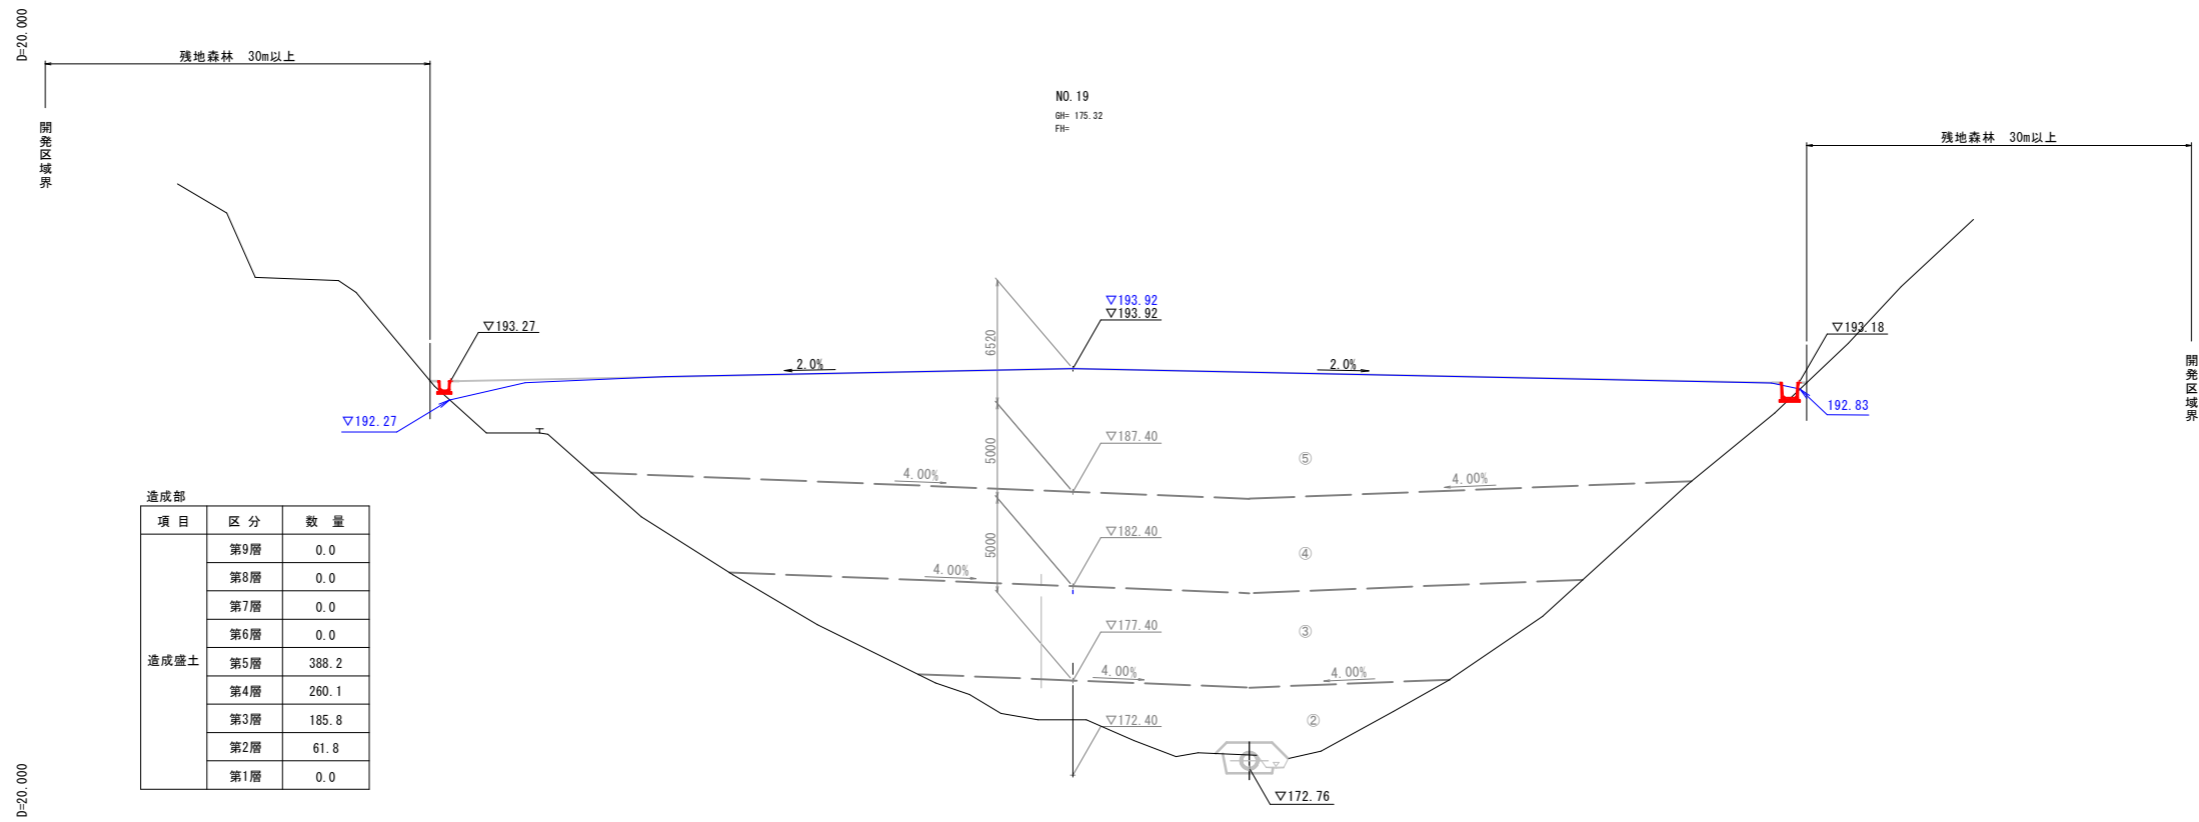 D=20.000
残地森林　30m以上
開発区域界
NO.19
GH= 175.32
FH=
残地森林　30m以上
開発区域界
▽193.27
▽193.92
▽193.92
▽193.18
6520
2.0%
2.0%
▽192.27
192.83
5000
▽187.40
⑤
4.00%
4.00%
5000
▽182.40
④
4.00%
▽177.40
③
4.00%
4.00%
▽172.40
②
▽172.76
造成部
項 目 区 分 数 量
造成盛土
第9層 0.0
第8層 0.0
第7層 0.0
第6層 0.0
第5層 388.2
第4層 260.1
第3層 185.8
第2層 61.8
第1層 0.0
D=20.000